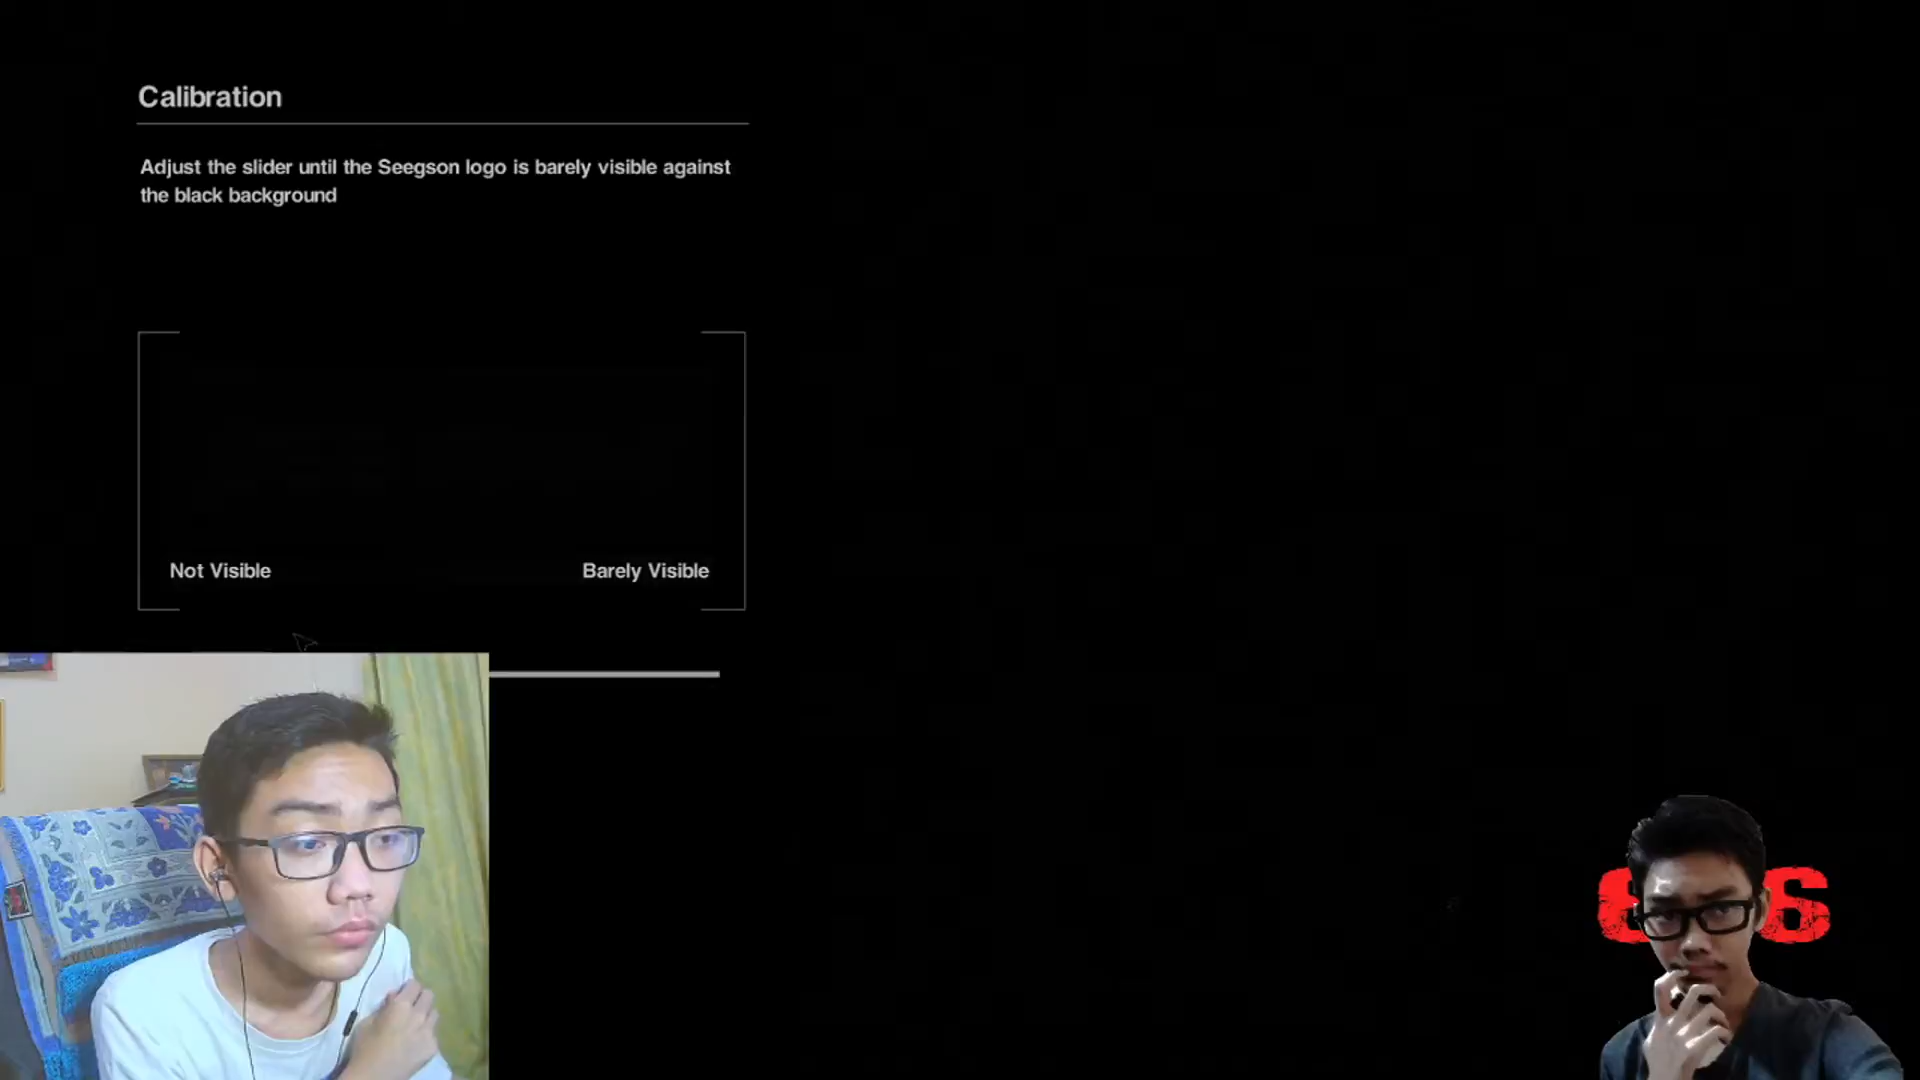 Calibration
Adjust the slider until the Seegson logo is barely visible against
the black background
Not Visible
Barely Visible